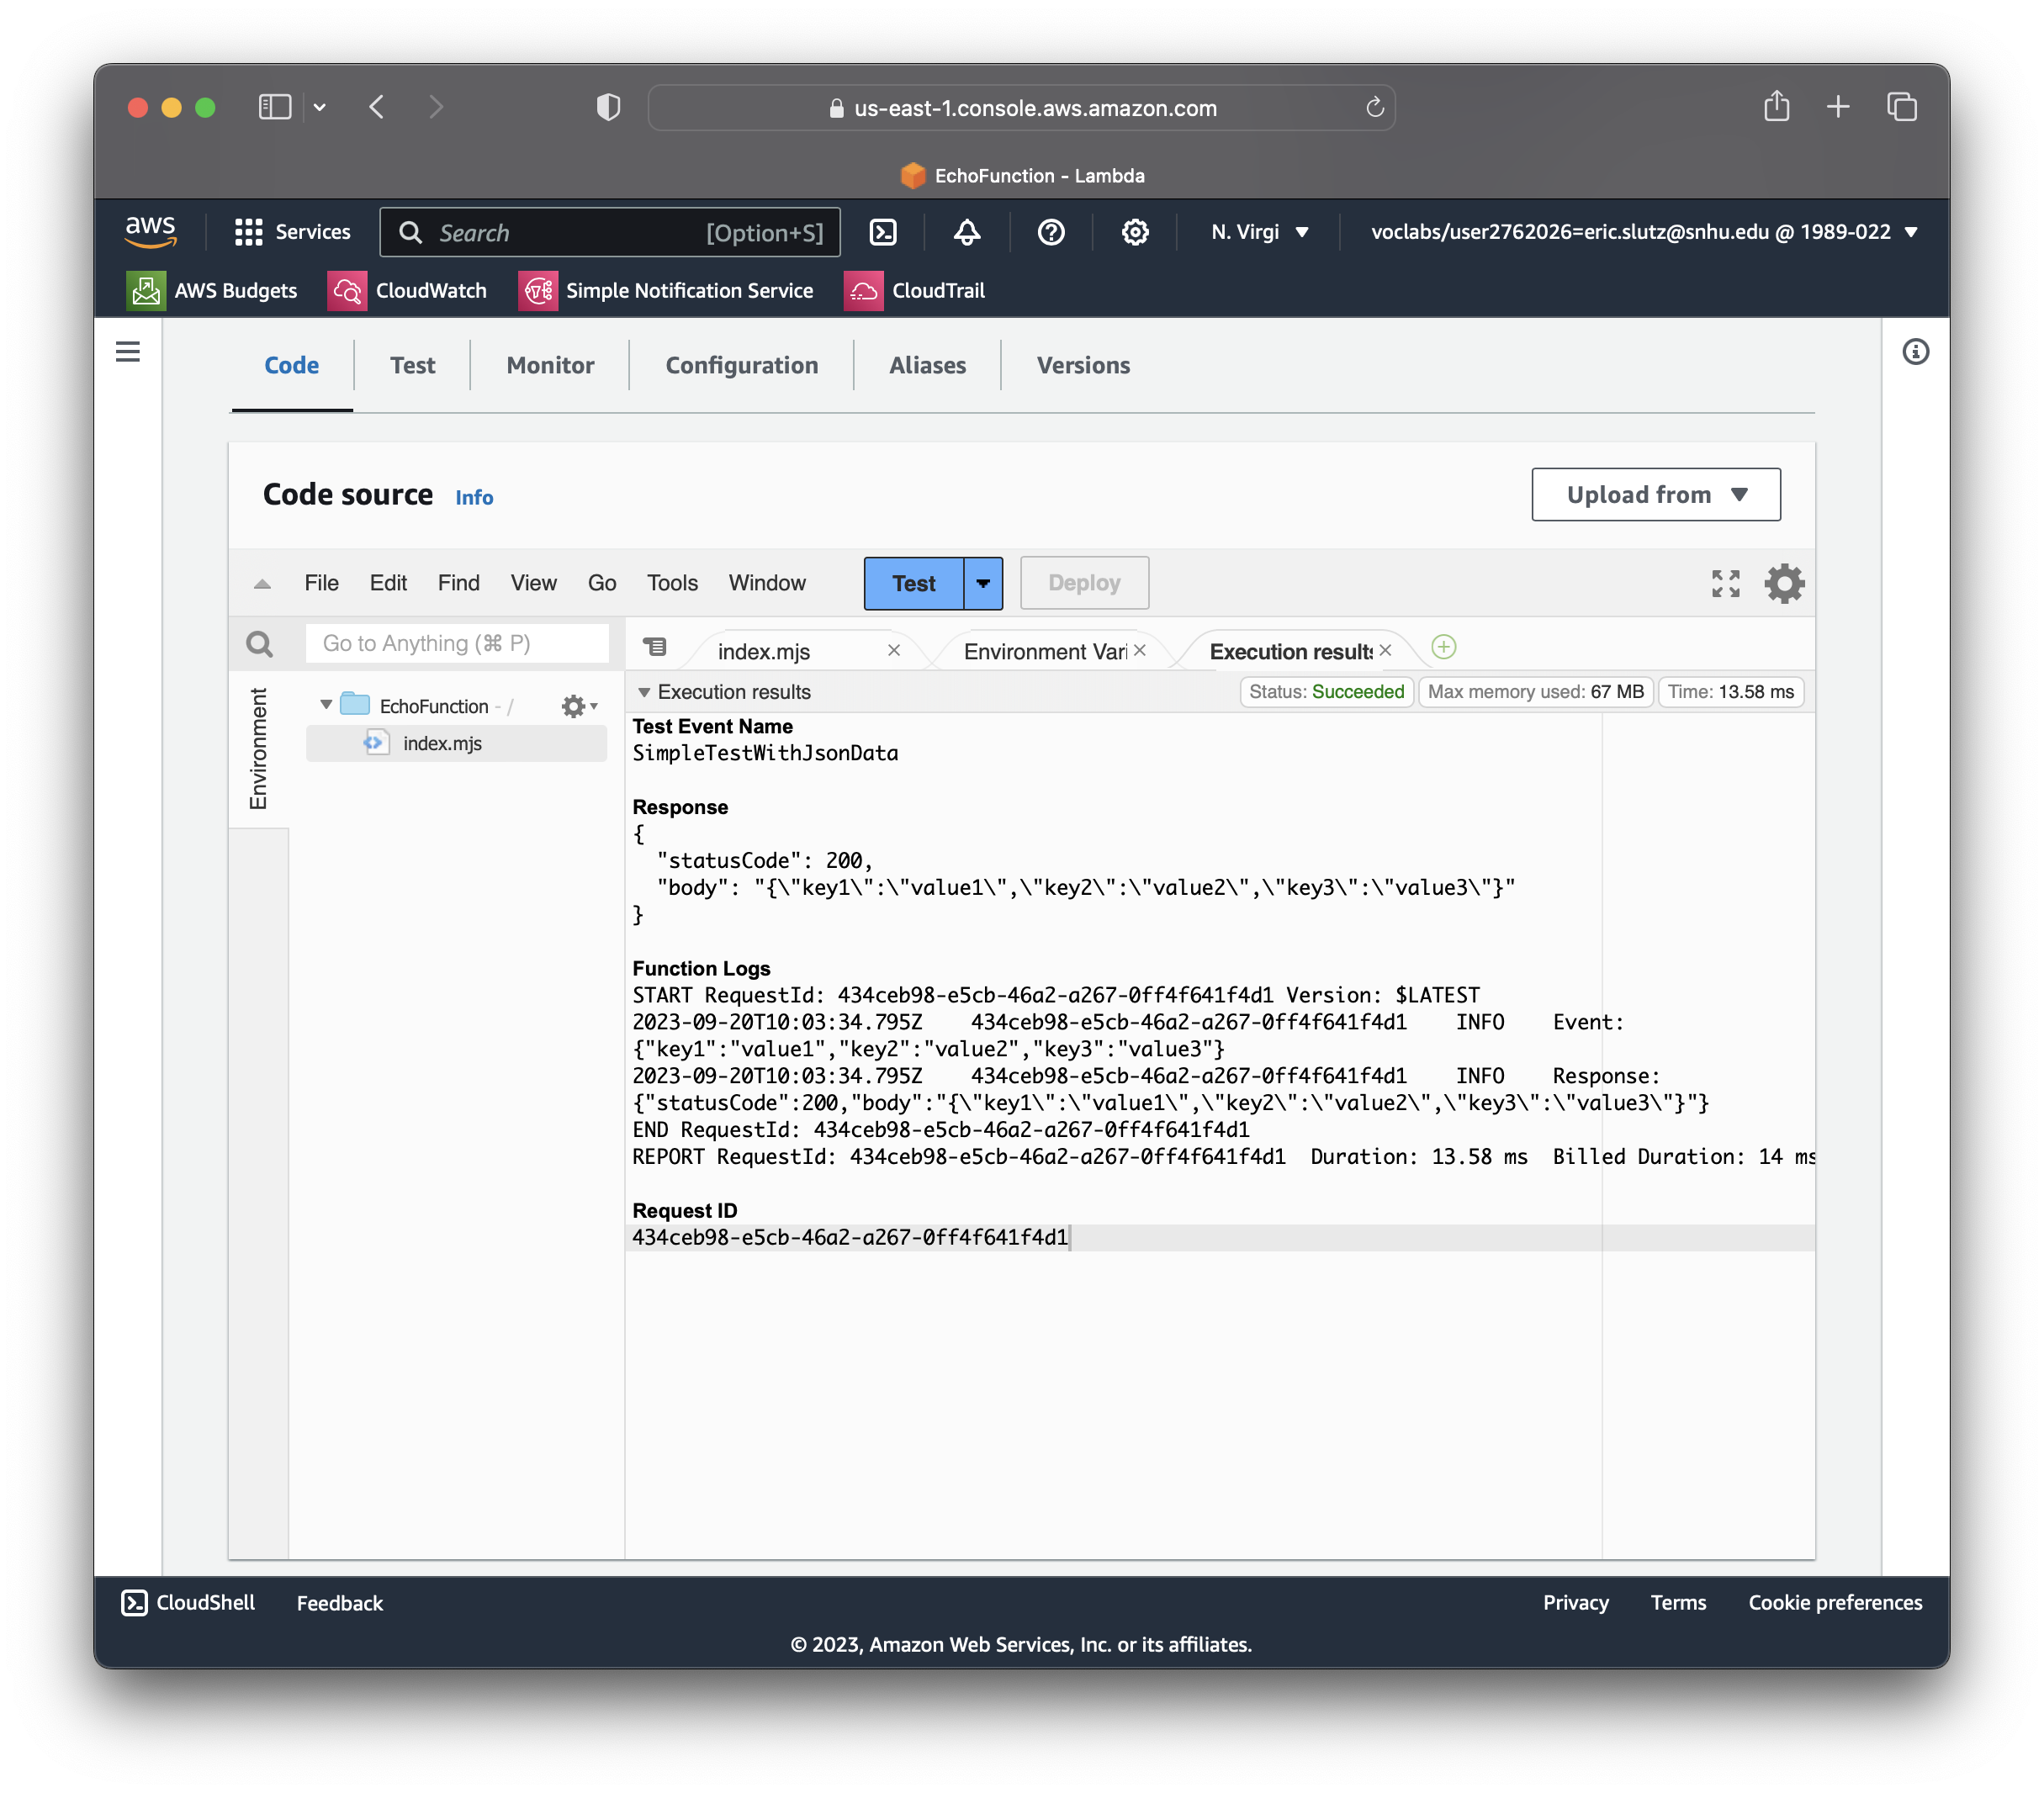 us-east-1.console.aws.amazon.com
EchoFunction - Lambda
aws
Services
Search
[Option+S]
N. Virgi
voclabs/user2762026=eric.slutz@snhu.edu @ 1989-022
AWS Budgets
CloudWatch
Simple Notification Service
CloudTrail
Code
Test
Monitor
Configuration
Aliases
Versions
Code source
Info
Upload from
File
Edit
Find
View
Go
Tools
Window
Test
Deploy
Go to Anything (⌘ P)
index.mjs
Environment Vari
Execution results
Environment
EchoFunction - /
index.mjs
Execution results
Status: Succeeded
Max memory used: 67 MB
Time: 13.58 ms
Test Event Name
SimpleTestWithJsonData
Response
{
"statusCode": 200,
"body": "{\"key1\":\"value1\",\"key2\":\"value2\",\"key3\":\"value3\"}"
}
Function Logs
START RequestId: 434ceb98-e5cb-46a2-a267-0ff4f641f4d1 Version: $LATEST
2023-09-20T10:03:34.795Z 434ceb98-e5cb-46a2-a267-0ff4f641f4d1 INFO Event:
{"key1":"value1","key2":"value2","key3":"value3"}
2023-09-20T10:03:34.795Z 434ceb98-e5cb-46a2-a267-0ff4f641f4d1 INFO Response:
{"statusCode":200,"body":"{\"key1\":\"value1\",\"key2\":\"value2\",\"key3\":\"value3\"}"}
END RequestId: 434ceb98-e5cb-46a2-a267-0ff4f641f4d1
REPORT RequestId: 434ceb98-e5cb-46a2-a267-0ff4f641f4d1 Duration: 13.58 ms Billed Duration: 14 ms
Request ID
434ceb98-e5cb-46a2-a267-0ff4f641f4d1
CloudShell
Feedback
Privacy
Terms
Cookie preferences
© 2023, Amazon Web Services, Inc. or its affiliates.